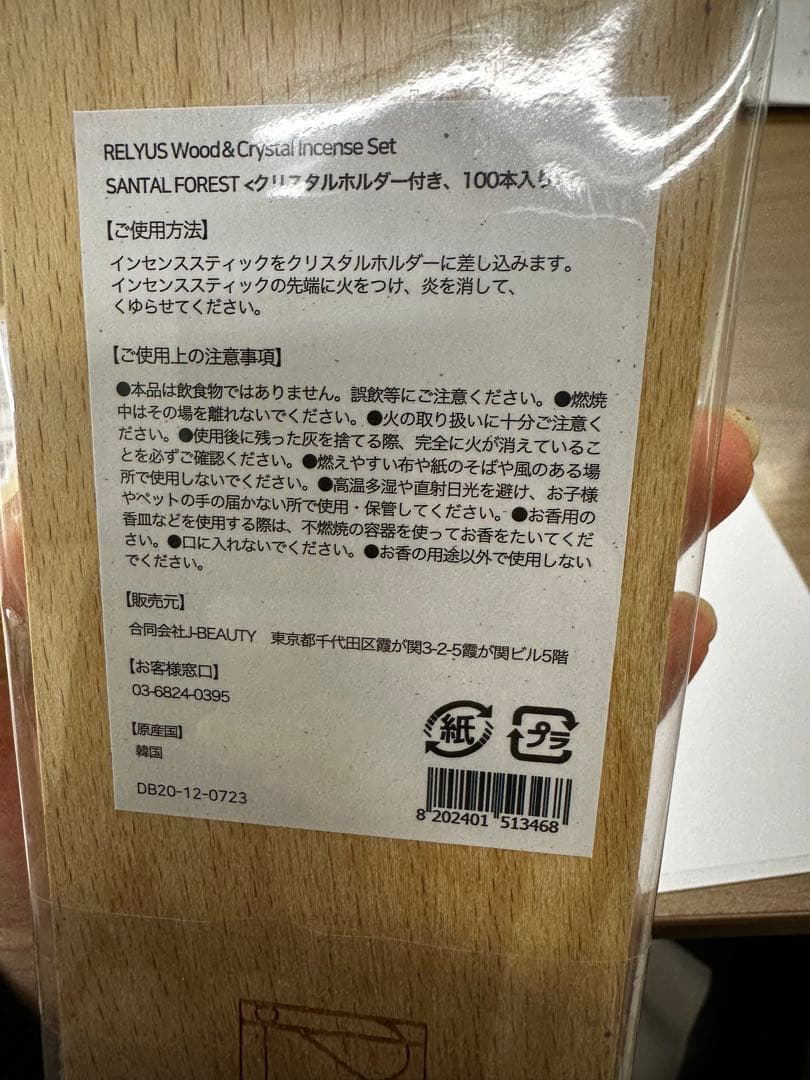 RELYUS Wood&Crystal Incense Set
SANTAL FOREST <クリスタルホルダー付き、100本入り>
【ご使用方法】
インセンススティックをクリスタルホルダーに差し込みます。
インセンススティックの先端に火をつけ、炎を消して、
くゆらせてください。
【ご使用上の注意事項】
●本品は飲食物ではありません。誤飲等にご注意ください。●燃焼
中はその場を離れないでください。●火の取り扱いに十分ご注意く
ださい。●使用後に残った灰を捨てる際、完全に火が消えているこ
とを必ずご確認ください。●燃えやすい布や紙のそばや風のある場
所で使用しないでください。●高温多湿や直射日光を避け、お子様
やペットの手の届かない所で使用・保管してください。●お香用の
香皿などを使用する際は、不燃焼の容器を使ってお香をたいてくだ
さい。●口に入れないでください。●お香の用途以外で使用しない
でください。
【販売元】
合同会社J-BEAUTY 東京都千代田区霞が関3-2-5霞が関ビル5階
【お客様窓口】
03-6824-0395
【原産国】
韓国
紙 プラ
DB20-12-0723
8 202401 513468